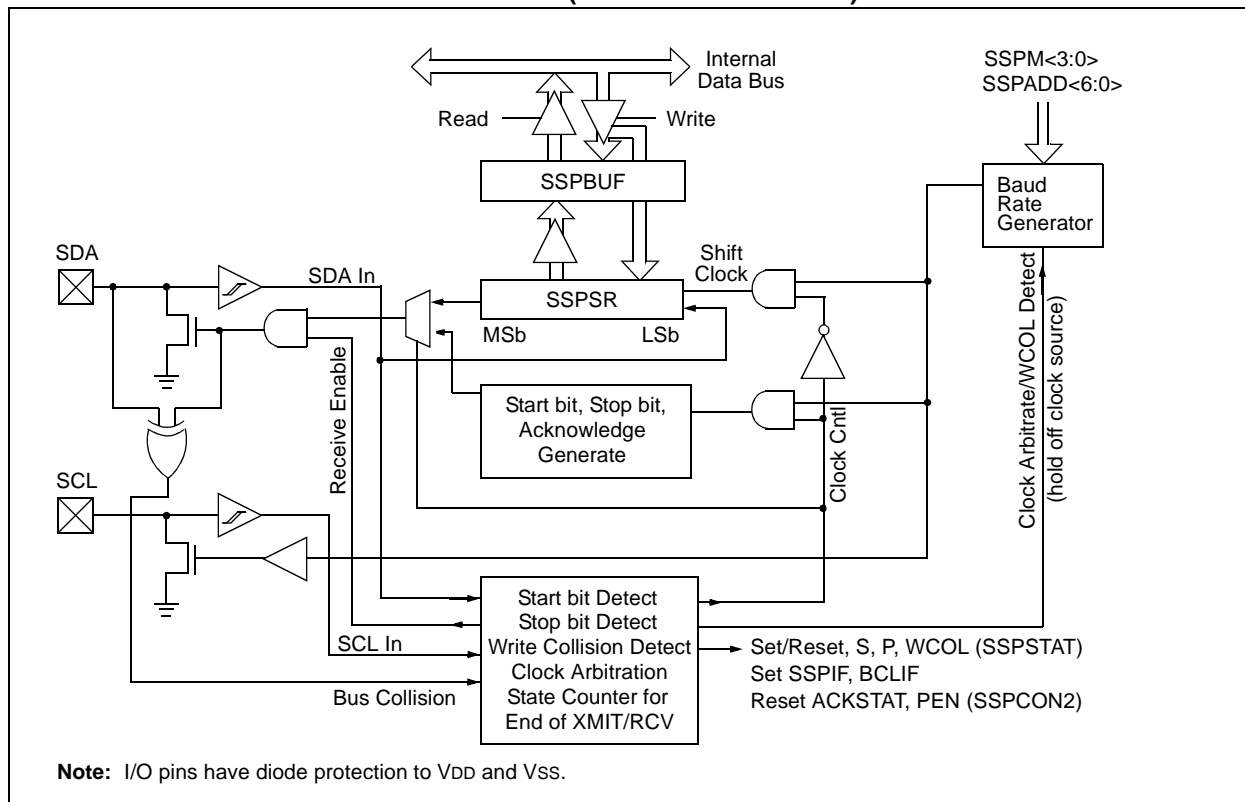 Internal
Data Bus
SSPM<3:0>
SSPADD<6:0>
Read
Write
SSPBUF
Baud
Rate
Generator
SDA
SDA In
Shift
Clock
SSPSR
MSb
LSb
Start bit, Stop bit,
Acknowledge
Generate
Receive Enable
Clock Cntl
Clock Arbitrate/WCOL Detect
(hold off clock source)
SCL
SCL In
Bus Collision
Start bit Detect
Stop bit Detect
Write Collision Detect
Clock Arbitration
State Counter for
End of XMIT/RCV
Set/Reset, S, P, WCOL (SSPSTAT)
Set SSPIF, BCLIF
Reset ACKSTAT, PEN (SSPCON2)
Note: I/O pins have diode protection to VDD and VSS.